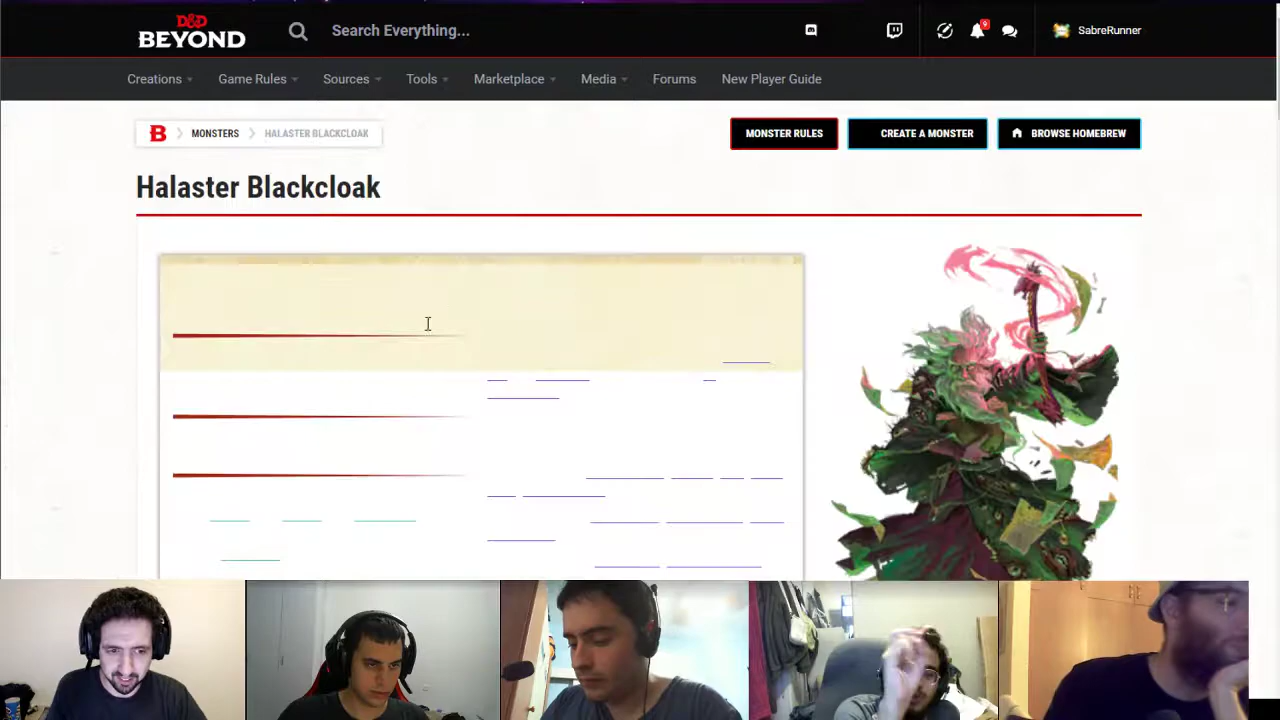 D&D
BEYOND
Search Everything...
9
SabreRunner
Creations
Game Rules
Sources
Tools
Marketplace
Media
Forums
New Player Guide
B
MONSTERS
HALASTER BLACKCLOAK
MONSTER RULES
CREATE A MONSTER
BROWSE HOMEBREW
Halaster Blackcloak